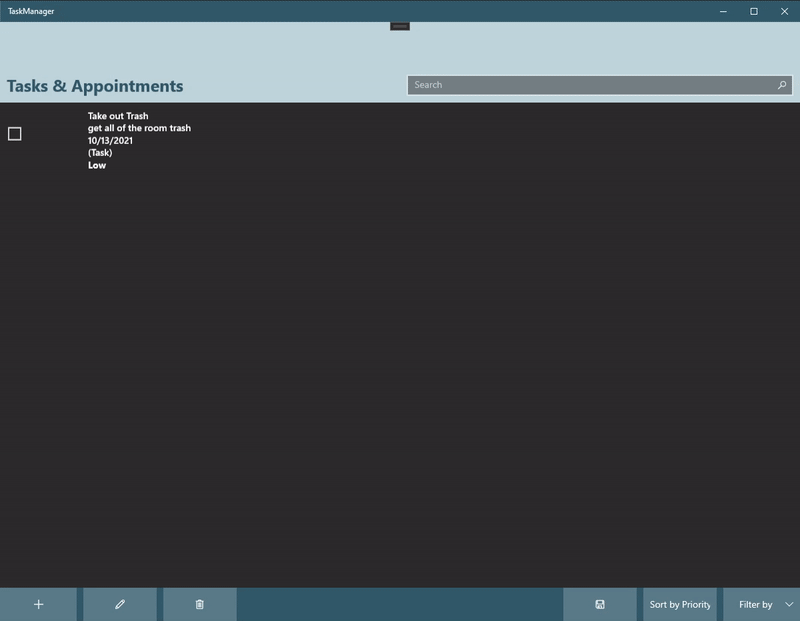 TaskManager
Tasks & Appointments
Search
Take out Trash
get all of the room trash
10/13/2021
(Task)
Low
Sort by Priority
Filter by